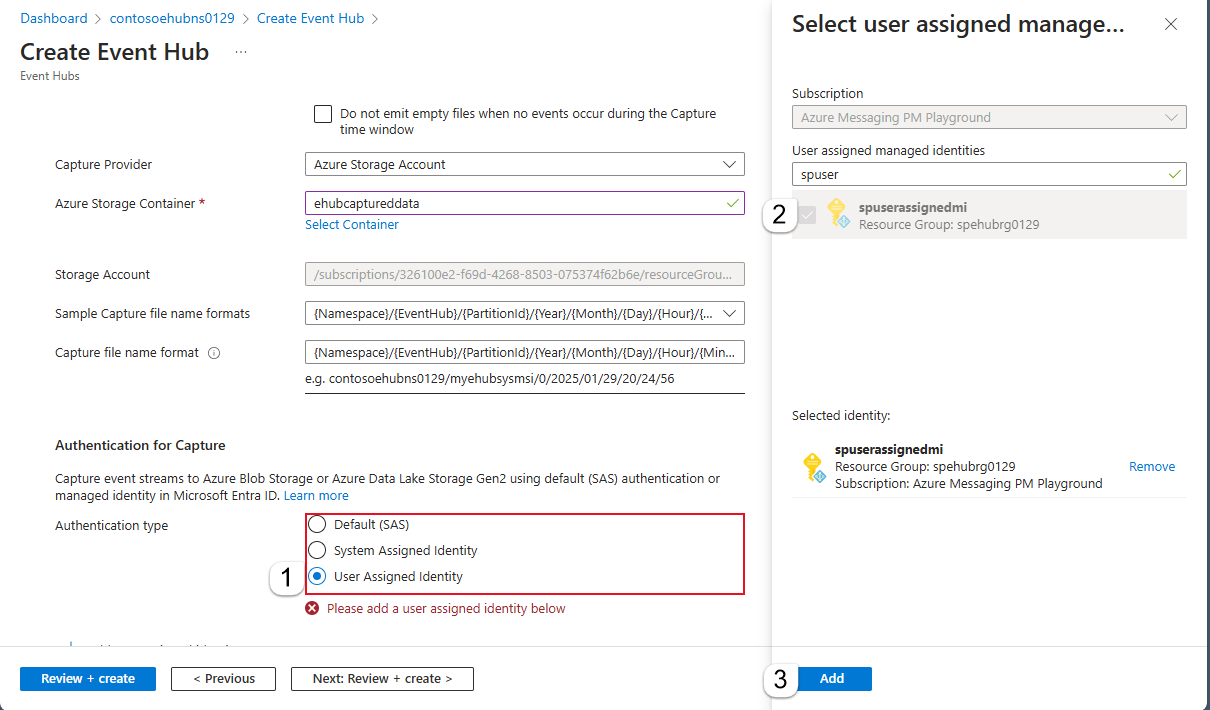 Dashboard > contosoehubns0129 > Create Event Hub >
Create Event Hub ...
Event Hubs
Do not emit empty files when no events occur during the Capture
time window
Capture Provider
Azure Storage Account
Azure Storage Container *
ehubcaptureddata
Select Container
Storage Account
/subscriptions/326100e2-f69d-4268-8503-075374f62b6e/resourceGrou...
Sample Capture file name formats
{Namespace}/{EventHub}/{PartitionId}/{Year}/{Month}/{Day}/{Hour}/{...
Capture file name format
{Namespace}/{EventHub}/{PartitionId}/{Year}/{Month}/{Day}/{Hour}/{Min...
e.g. contosoehubns0129/myehubsysmsi/0/2025/01/29/20/24/56
Authentication for Capture
Capture event streams to Azure Blob Storage or Azure Data Lake Storage Gen2 using default (SAS) authentication or
managed identity in Microsoft Entra ID. Learn more
Authentication type
Default (SAS)
System Assigned Identity
1
User Assigned Identity
Please add a user assigned identity below
Review + create
< Previous
Next: Review + create >
Select user assigned manage...
Subscription
Azure Messaging PM Playground
User assigned managed identities
spuser
2
spuserassignedmi
Resource Group: spehubrg0129
Selected identity:
spuserassignedmi
Resource Group: spehubrg0129
Remove
Subscription: Azure Messaging PM Playground
3
Add